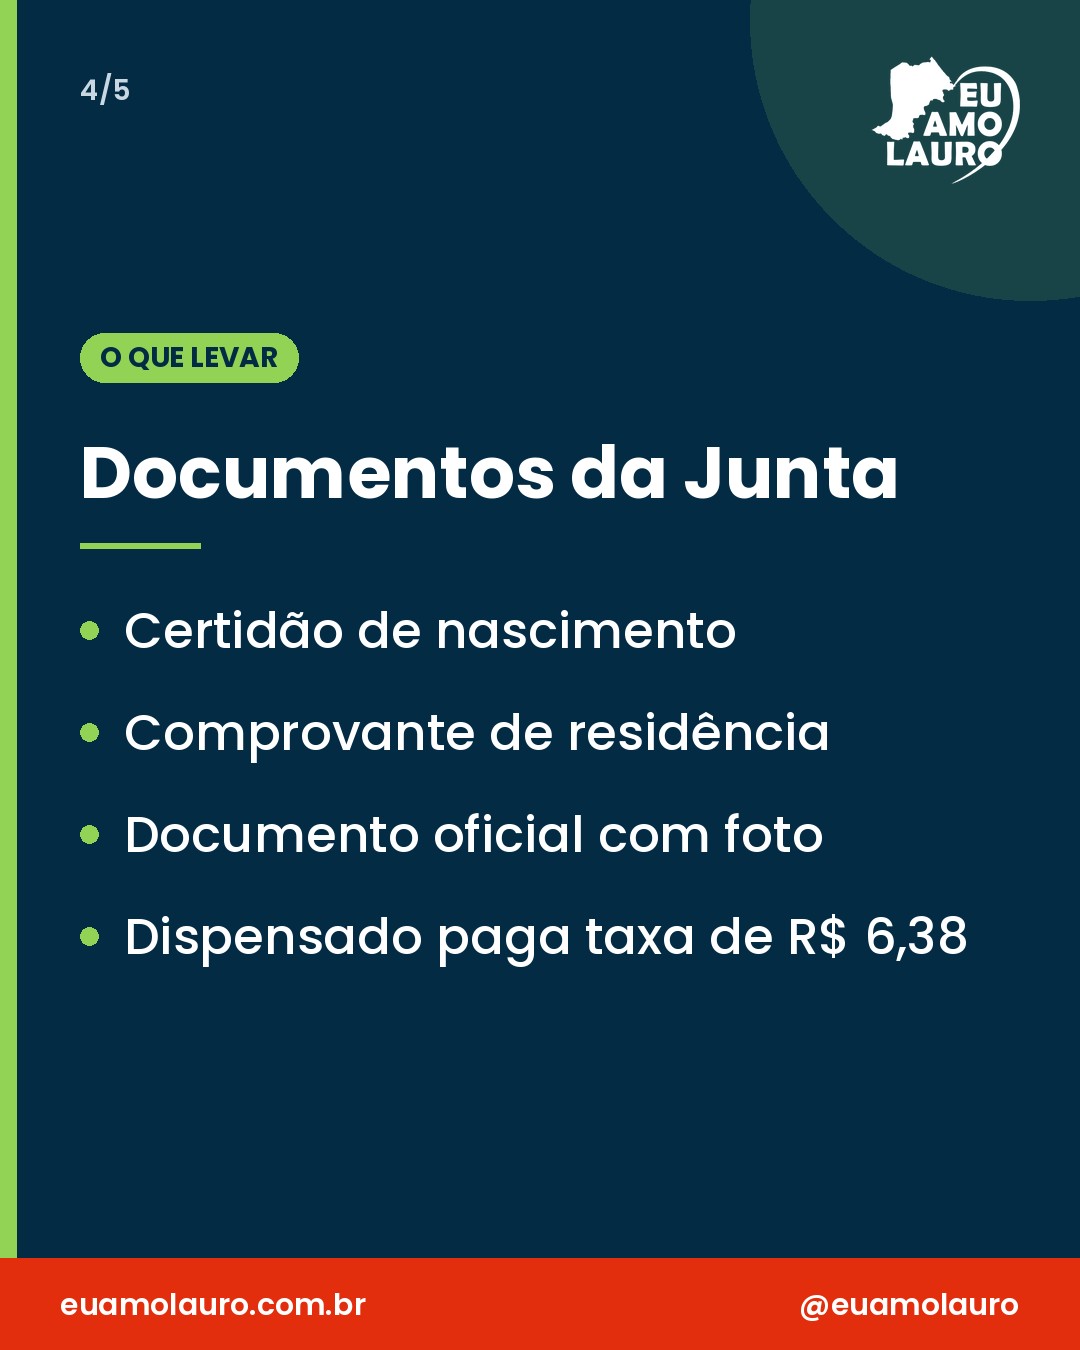 4/5
EU
AMO
LAURO
O QUE LEVAR
Documentos da Junta
Certidão de nascimento
Comprovante de residência
Documento oficial com foto
Dispensado paga taxa de R$ 6,38
euamolauro.com.br
@euamolauro